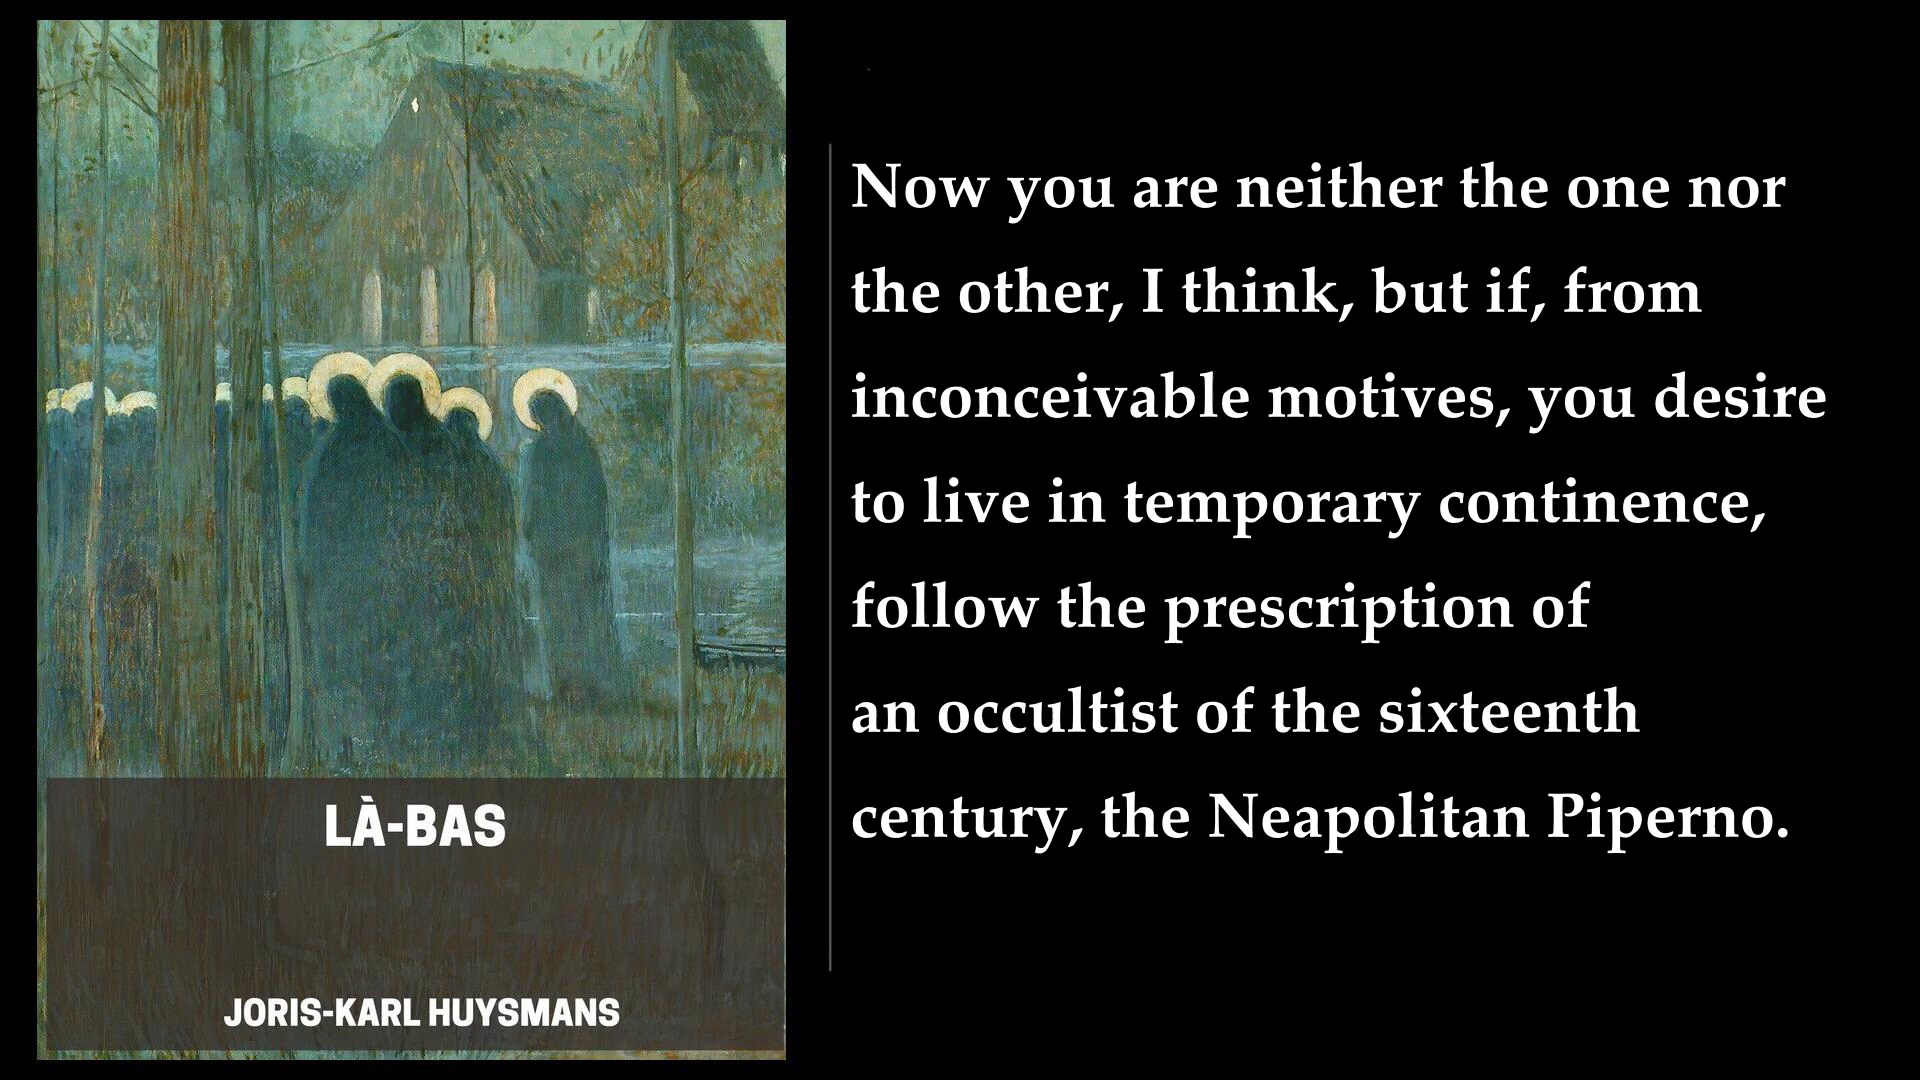 LÀ-BAS
JORIS-KARL HUYSMANS
Now you are neither the one nor
the other, I think, but if, from
inconceivable motives, you desire
to live in temporary continence,
follow the prescription of
an occultist of the sixteenth
century, the Neapolitan Piperno.